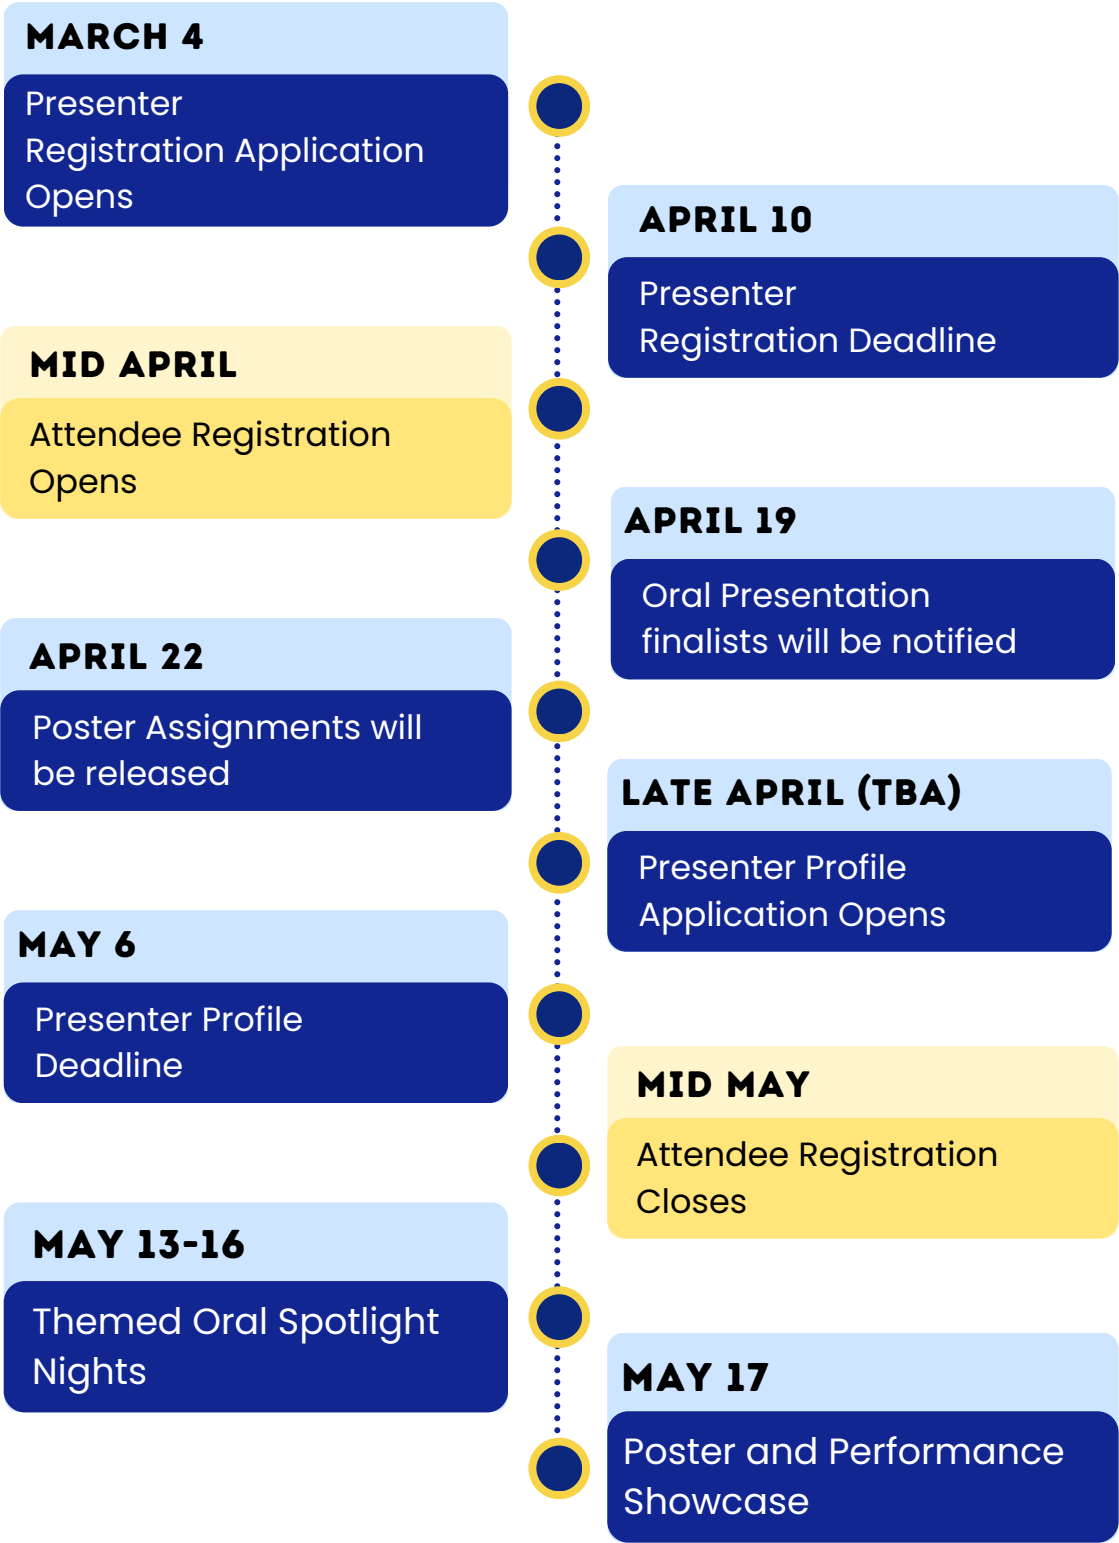 MARCH 4
Presenter
Registration Application
Opens
APRIL 10
Presenter
Registration Deadline
MID APRIL
Attendee Registration
Opens
APRIL 19
Oral Presentation
finalists will be notified
APRIL 22
Poster Assignments will
be released
LATE APRIL (TBA)
Presenter Profile
Application Opens
MAY 6
Presenter Profile
Deadline
MID MAY
Attendee Registration
Closes
MAY 13-16
Themed Oral Spotlight
Nights
MAY 17
Poster and Performance
Showcase